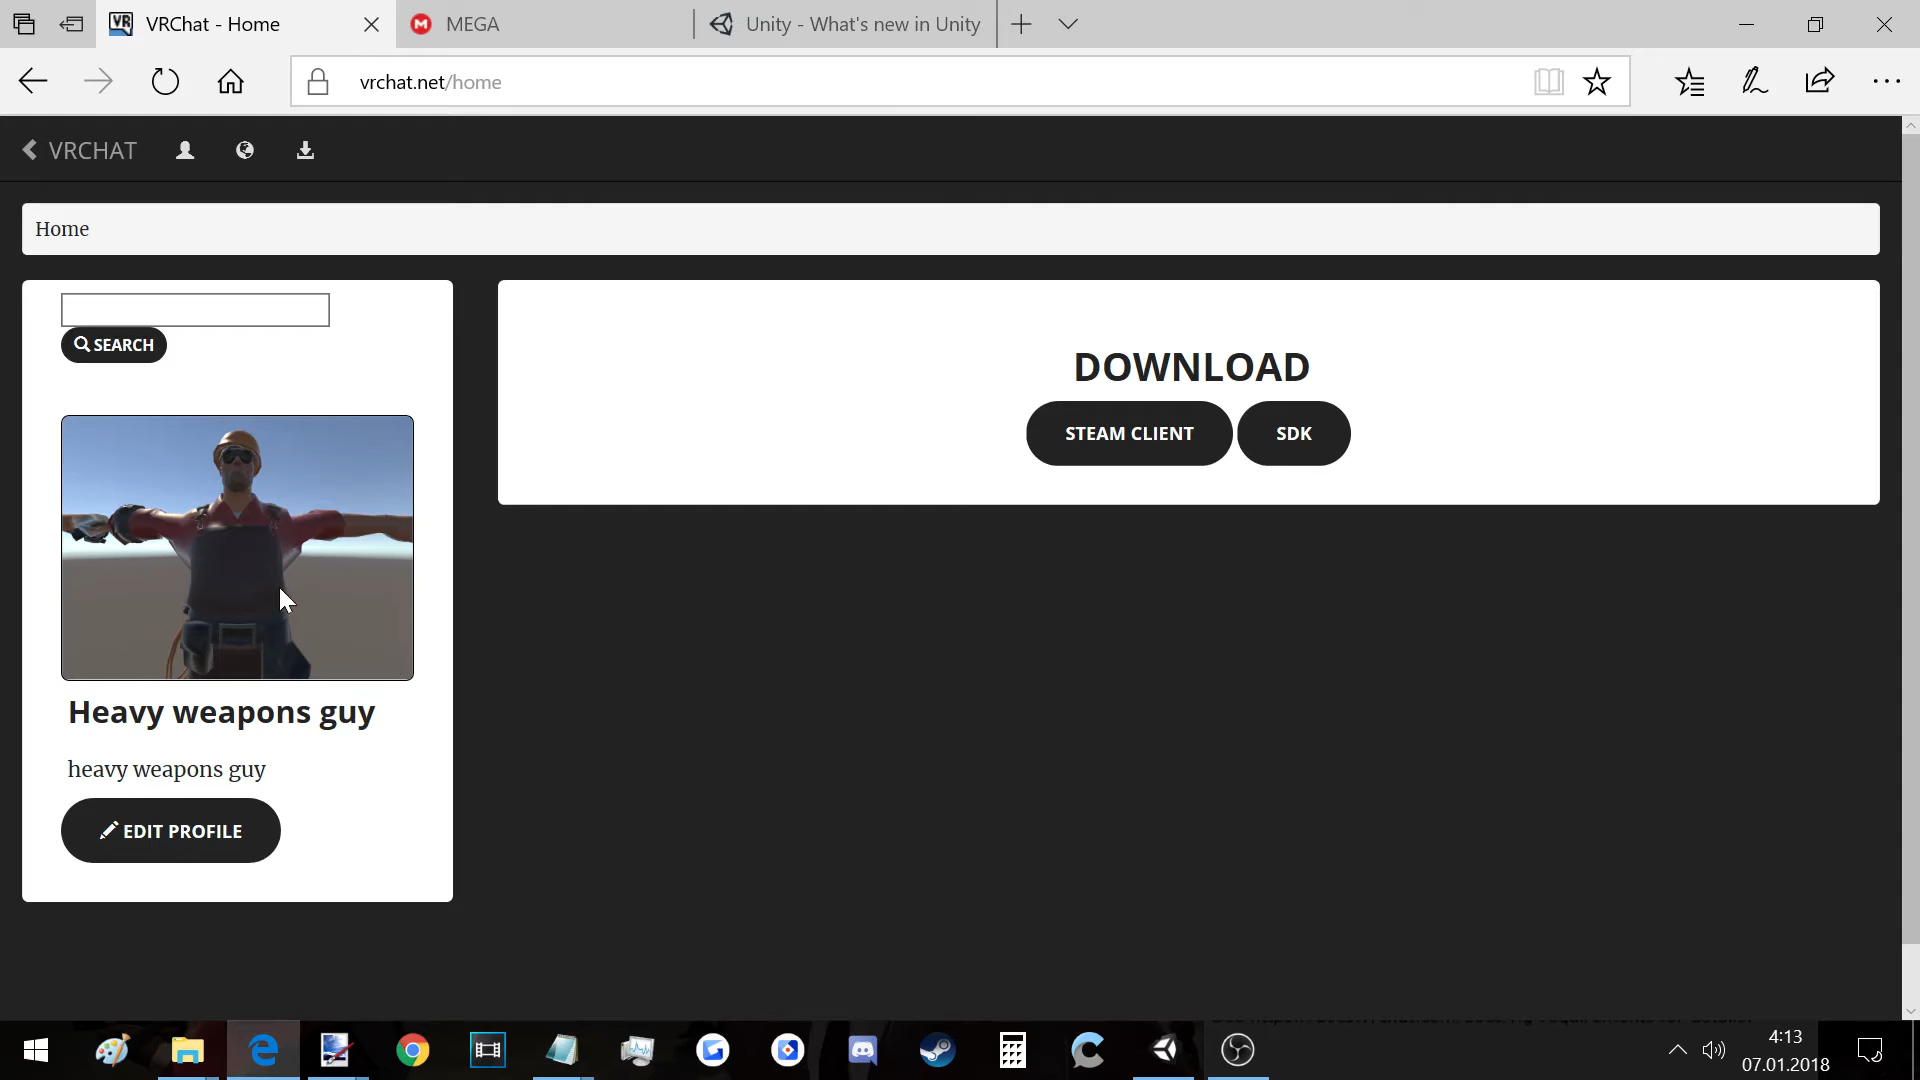 VRChat - Home
MEGA
Unity - What's new in Unity
vrchat.net/home
VRCHAT
Home
SEARCH
DOWNLOAD
STEAM CLIENT
SDK
Heavy weapons guy
heavy weapons guy
EDIT PROFILE
4:13
07.01.2018